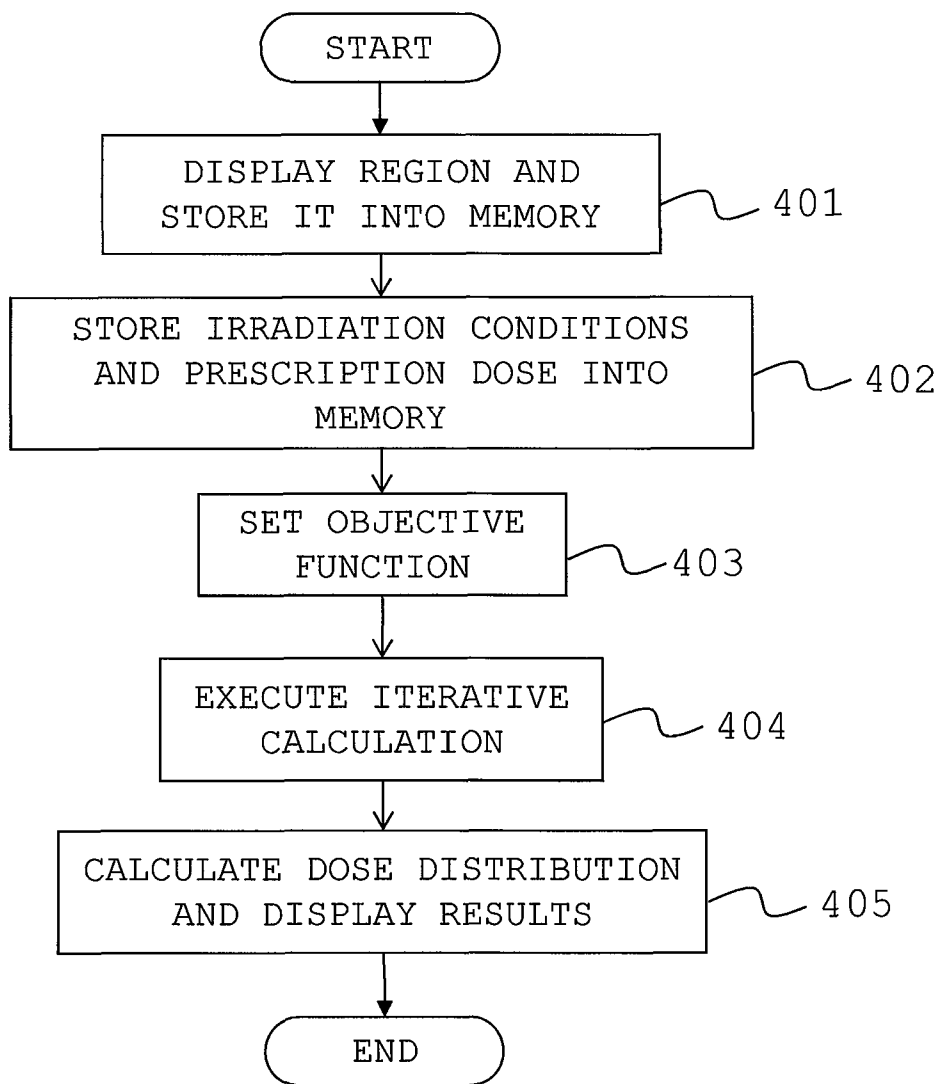 START
DISPLAY REGION AND
STORE IT INTO MEMORY
401
STORE IRRADIATION CONDITIONS
AND PRESCRIPTION DOSE INTO
MEMORY
402
SET OBJECTIVE
FUNCTION
403
EXECUTE ITERATIVE
CALCULATION
404
CALCULATE DOSE DISTRIBUTION
AND DISPLAY RESULTS
405
END